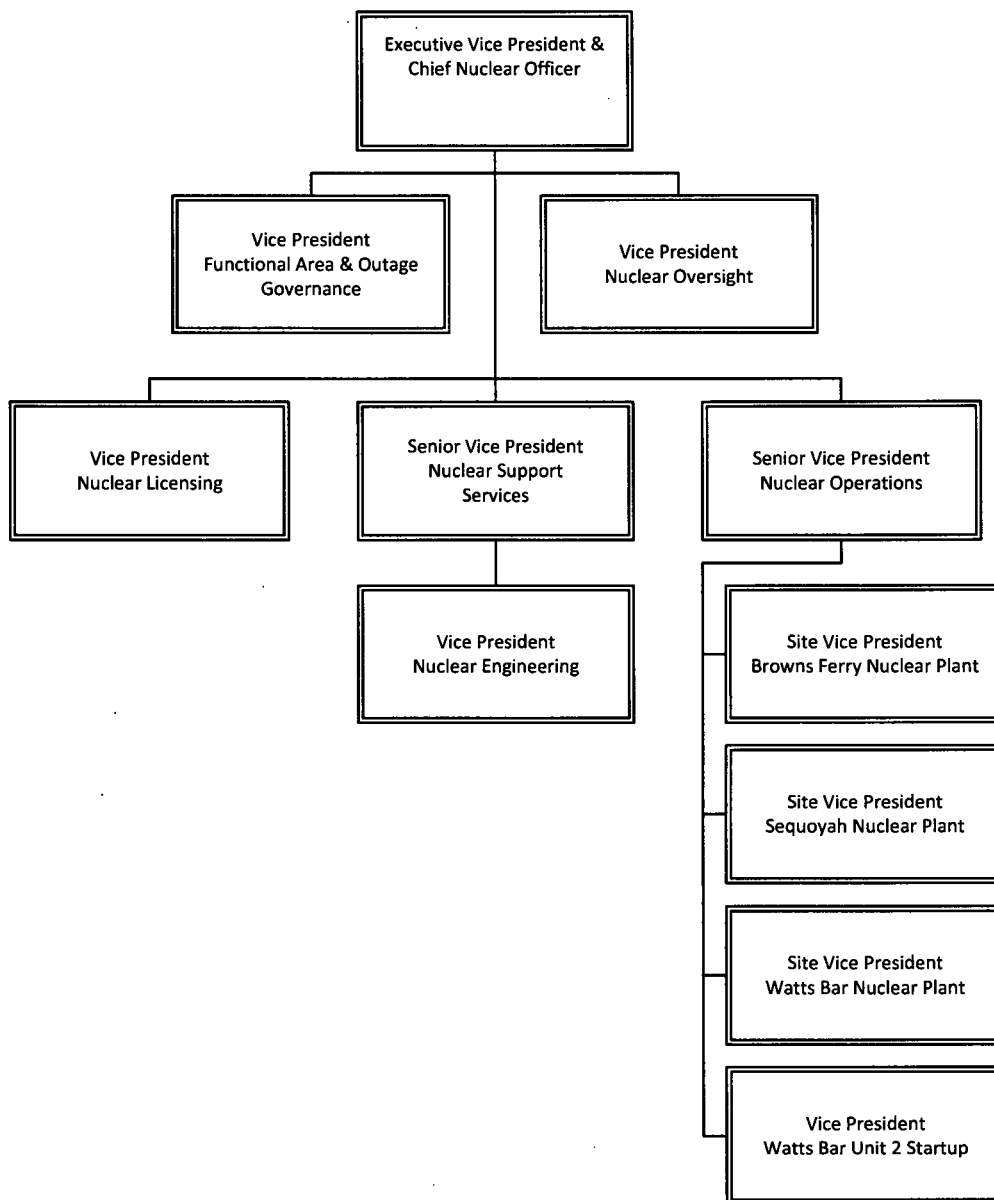 Executive Vice President &
Chief Nuclear Officer
Vice President
Functional Area & Outage
Governance
Vice President
Nuclear Oversight
Vice President
Nuclear Licensing
Senior Vice President
Nuclear Support
Services
Senior Vice President
Nuclear Operations
Vice President
Nuclear Engineering
Site Vice President
Browns Ferry Nuclear Plant
Site Vice President
Sequoyah Nuclear Plant
Site Vice President
Watts Bar Nuclear Plant
Vice President
Watts Bar Unit 2 Startup